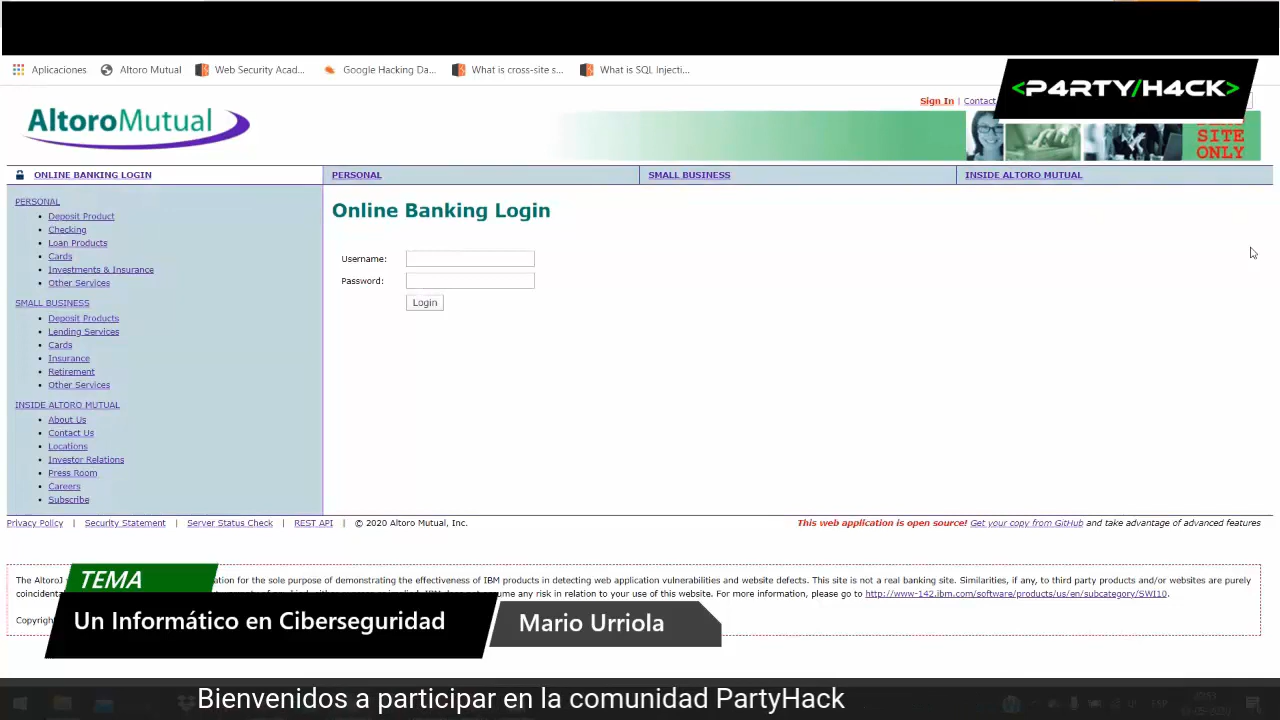 Aplicaciones Altoro Mutual Web Security Acad... Google Hacking Da... What is cross-site s... What is SQL Injecti...
<P4RTY/H4CK>
Sign In | Contact
AltoroMutual
SITE
ONLY
ONLINE BANKING LOGIN PERSONAL SMALL BUSINESS INSIDE ALTORO MUTUAL
PERSONAL
Deposit Product
Checking
Loan Products
Cards
Investments & Insurance
Other Services
SMALL BUSINESS
Deposit Products
Lending Services
Cards
Insurance
Retirement
Other Services
INSIDE ALTORO MUTUAL
About Us
Contact Us
Locations
Investor Relations
Press Room
Careers
Subscribe
Online Banking Login
Username:
Password:
Login
Privacy Policy | Security Statement | Server Status Check | REST API | © 2020 Altoro Mutual, Inc.
This web application is open source! Get your copy from GitHub and take advantage of advanced features
The AltoroJ for the sole purpose of demonstrating the effectiveness of IBM products in detecting web application vulnerabilities and website defects. This site is not a real banking site. Similarities, if any, to third party products and/or websites are purely
assume any risk in relation to your use of this website. For more information, please go to http://www-142.ibm.com/software/products/us/en/subcategory/SWI10.
TEMA
Un Informático en Ciberseguridad
Mario Urriola
Bienvenidos a participar en la comunidad PartyHack